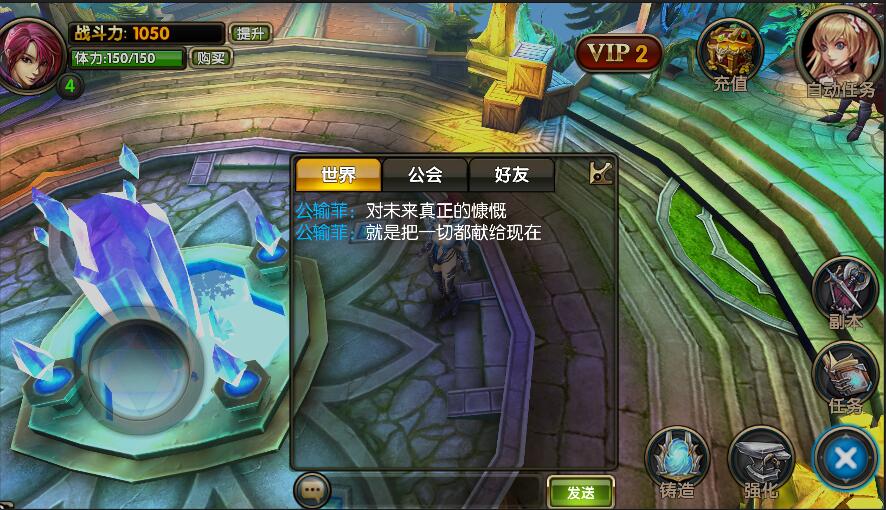 战斗力: 1050
提升
体力:150/150
购买
4
VIP 2
充值
自动任务
世界
公会
好友
公输菲：对未来真正的慷慨
公输菲：就是把一切都献给现在
副本
任务
铸造
强化
发送